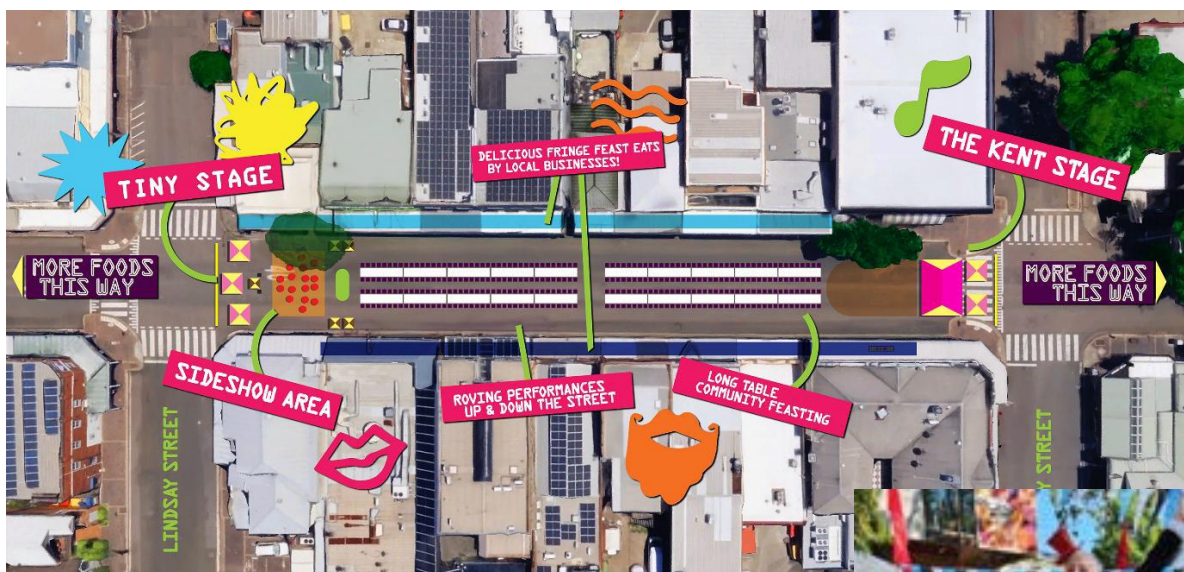 TINY STAGE
DELICIOUS FRINGE FEAST EATS
BY LOCAL BUSINESSES!
THE KENT STAGE
MORE FOODS
THIS WAY
MORE FOODS
THIS WAY
SIDESHOW AREA
ROVING PERFORMANCES
UP & DOWN THE STREET
LONG TABLE
COMMUNITY FEASTING
LINDSAY STREET
STREET